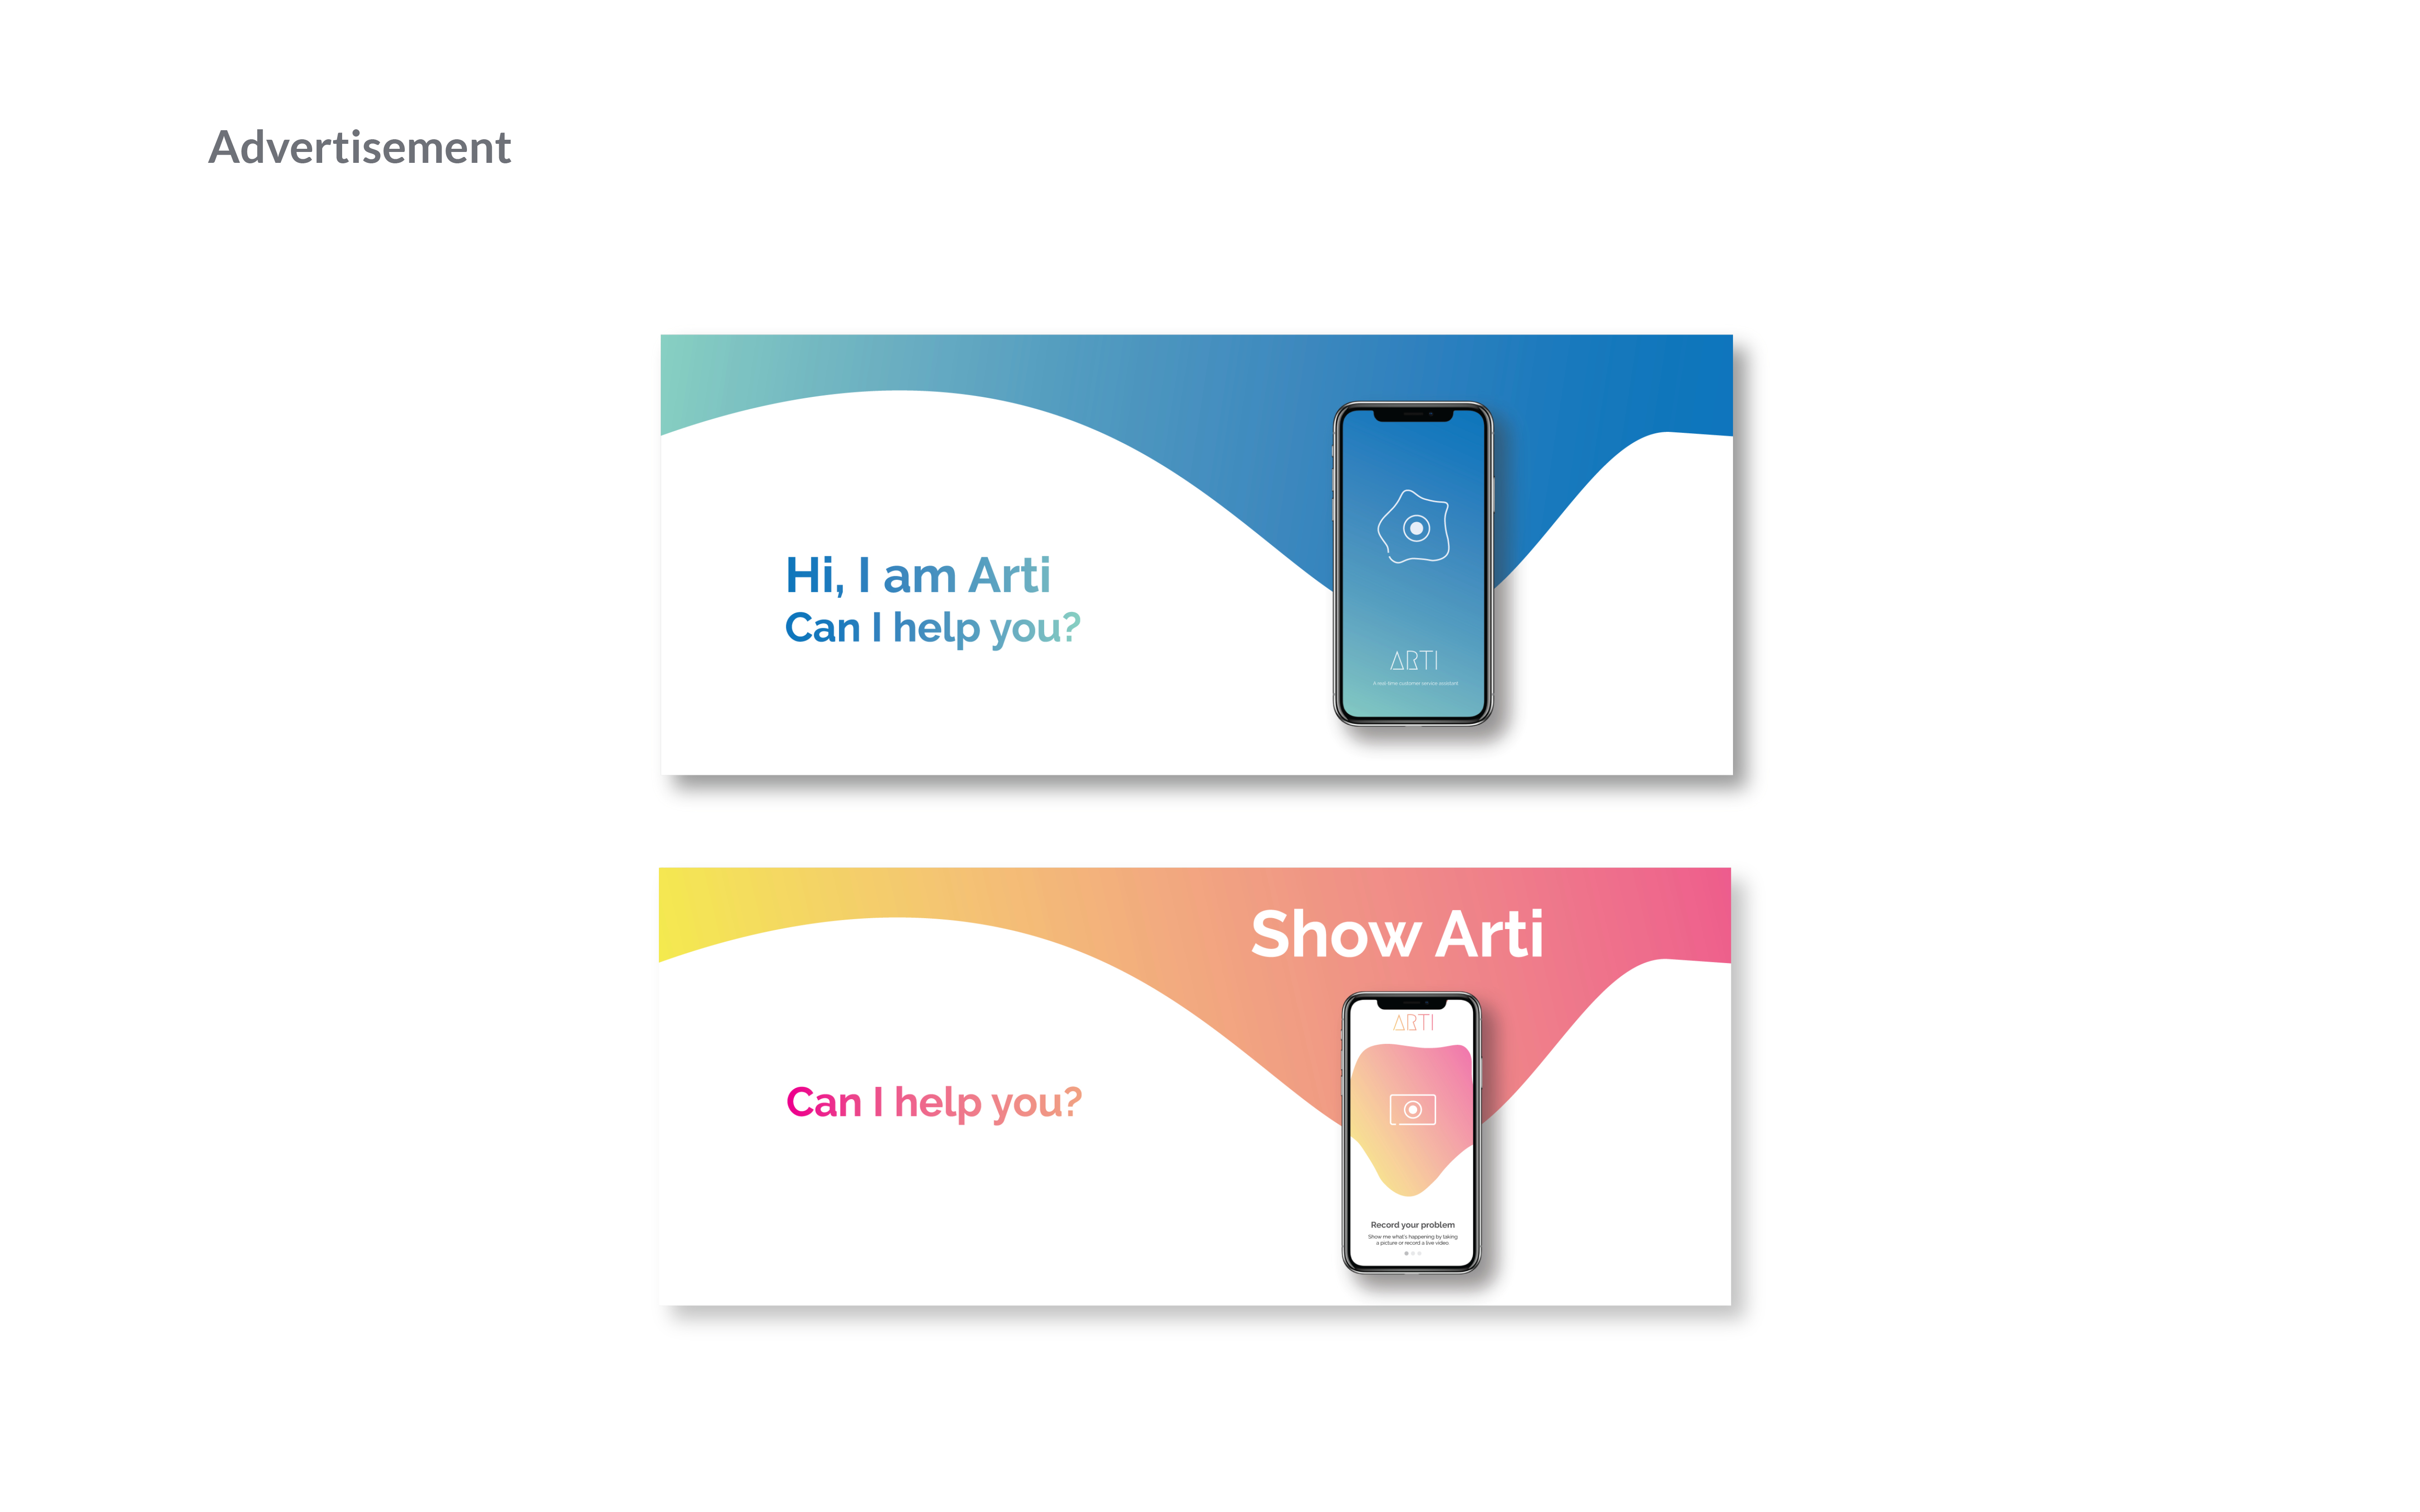 Advertisement
Hi, I am Arti
Can I help you?
ARTI
A real time customer service assistant
Show Arti
Can I help you?
ARTI
Record your problem
Show me what's happening by taking
a picture or record a live video.